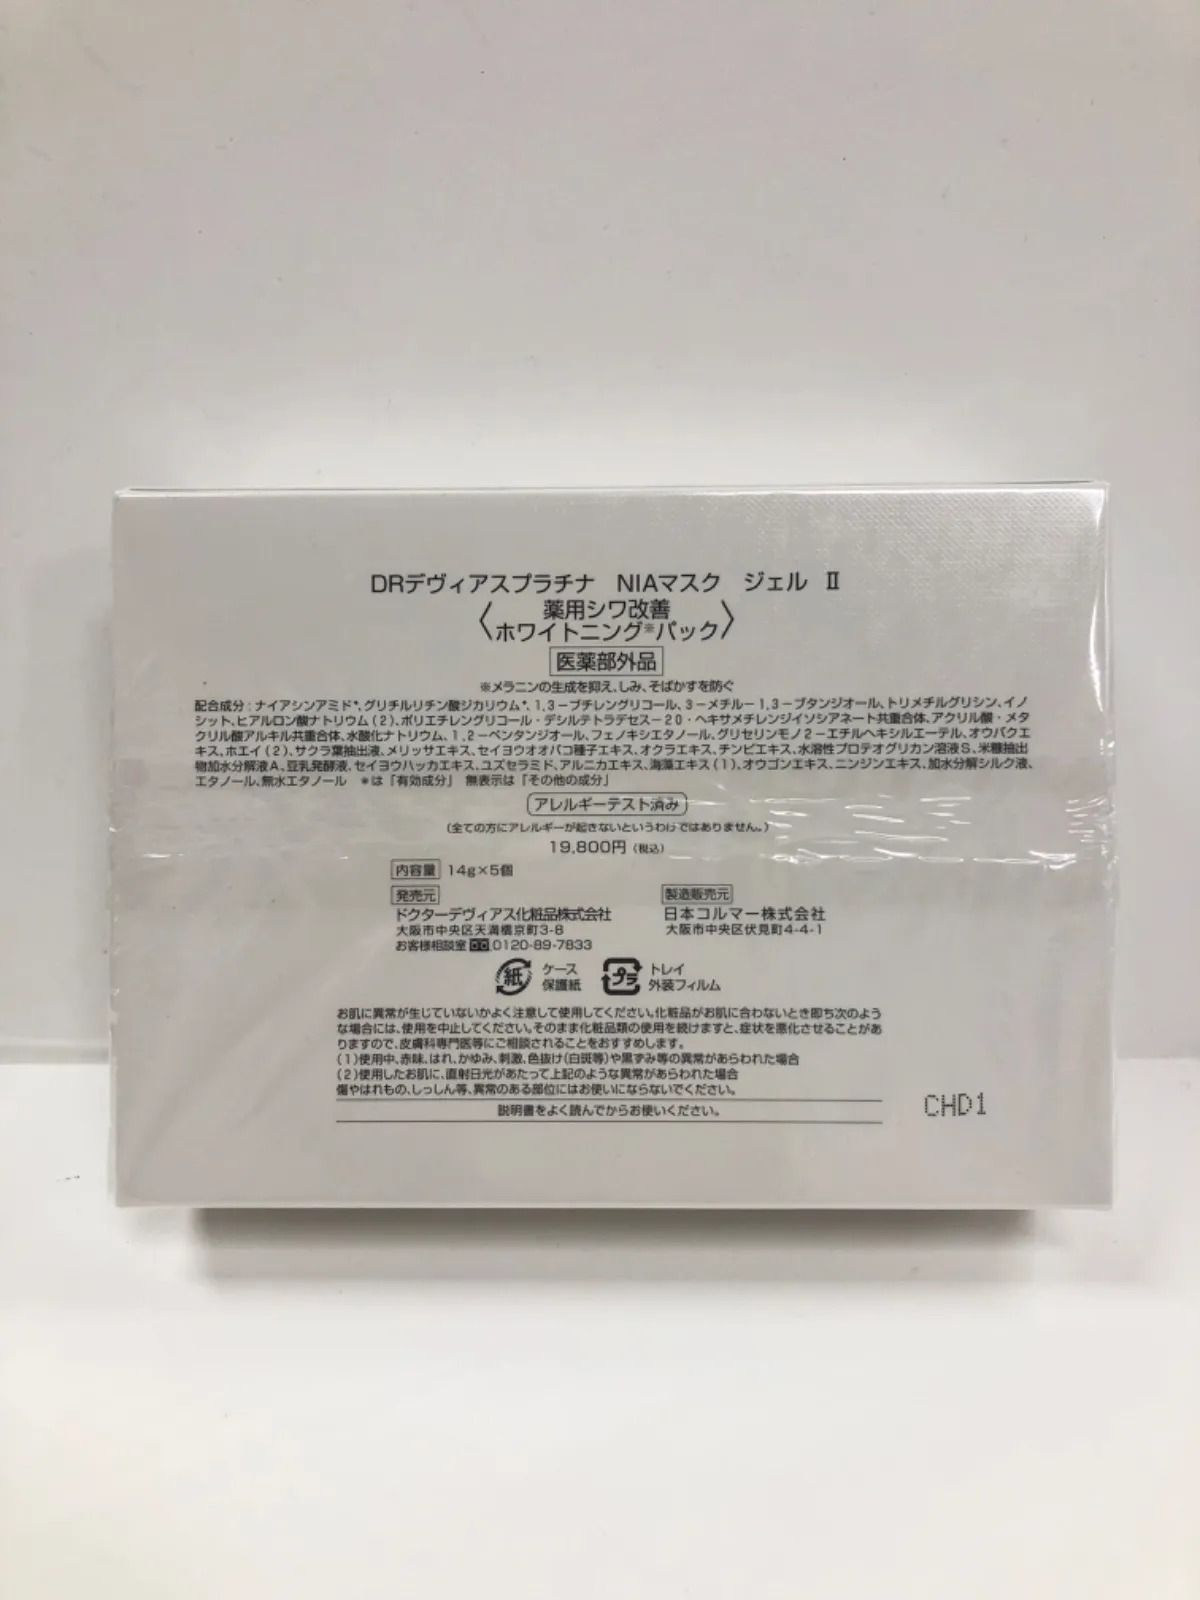 DRデヴィアスプラチナ　NIAマスク　ジェル　Ⅱ
〈薬用シワ改善
ホワイトニング※パック〉
医薬部外品
※メラニンの生成を抑え、しみ、そばかすを防ぐ
配合成分：ナイアシンアミド*、グリチルリチン酸ジカリウム*、1,3－ブチレングリコール、3－メチル－1,3－ブタンジオール、トリメチルグリシン、イノ
シット、ヒアルロン酸ナトリウム(2)、ポリエチレングリコール・デシルテトラデセス－20・ヘキサメチレンジイソシアネート共重合体、アクリル酸・メタ
クリル酸アルキル共重合体、水酸化ナトリウム、1,2－ペンタンジオール、フェノキシエタノール、グリセリンモノ2－エチルヘキシルエーテル、オウバクエ
キス、ホエイ(2)、サクラ葉抽出液、メリッサエキス、セイヨウオオバコ種子エキス、オクラエキス、チンピエキス、水溶性プロテオグリカン溶液S、米糠抽出
物加水分解液A、豆乳発酵液、セイヨウハッカエキス、ユズセラミド、アルニカエキス、海藻エキス(1)、オウゴンエキス、ニンジンエキス、加水分解シルク液、
エタノール、無水エタノール　*は「有効成分」　無表示は「その他の成分」
アレルギーテスト済み
(全ての方にアレルギーが起きないというわけではありません。)
19,800円（税込）
内容量 14g×5個
発売元
ドクターデヴィアス化粧品株式会社
大阪市中央区天満橋京町3-8
お客様相談室 0120-89-7833
製造販売元
日本コルマー株式会社
大阪市中央区伏見町4-4-1
紙 ケース
保護紙
プラ トレイ
外装フィルム
お肌に異常が生じていないかよく注意して使用してください。化粧品がお肌に合わないとき即ち次のよう
な場合には、使用を中止してください。そのまま化粧品類の使用を続けますと、症状を悪化させることがあ
りますので、皮膚科専門医等にご相談されることをおすすめします。
(1)使用中、赤味、はれ、かゆみ、刺激、色抜け(白斑等)や黒ずみ等の異常があらわれた場合
(2)使用したお肌に、直射日光があたって上記のような異常があらわれた場合
傷やはれもの、しっしん等、異常のある部位にはお使いにならないでください。
説明書をよく読んでからお使いください。
CHD1